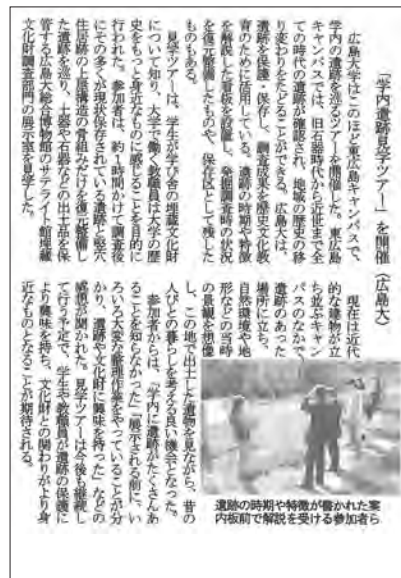 「学内遺跡見学ツアー」を開催(広島大)
広島大学はこのほど東広島キャンパスで、
学内の遺跡を巡るツアーを開催した。東広島
キャンパスでは、旧石器時代から近世まで全
ての時代の遺跡が確認され、地域の歴史の移
り変わりをたどることができる。広島大は、
遺跡を保護・保存し、調査成果を歴史文化教
育のために活用している。遺跡の時期や特徴
を解説した看板を設置し、発掘調査時の状況
を復元整備したものや、保存区として残した
ものもある。
見学ツアーは、学生が学び舎の埋蔵文化財
について知り、大学で働く教職員は大学の歴
史をもっと身近なものに感じることを目的に
行われた。参加者は、約1時間かけて調査後
にその多くが現状保存されている遺跡と竪穴
住居跡の上屋構造の骨組みだけを復元整備し
た遺跡を巡り、土器や石器などの出土品を保
管する広島大総合博物館のサテライト館埋蔵
文化財調査部門の展示室を見学した。
現在は近代
的な建物が立
ち並ぶキャン
パスのなかで
遺跡のあった
場所に立ち、
自然環境や地
形などの当時
の景観を想像
し、この地で出土した遺物を見ながら、昔の
人びとの暮らしを考える良い機会となった。
参加者からは、「学内に遺跡がたくさんあ
ることを知らなかった」「展示される前に、い
ろいろ大変な整理作業をやっていることが分
かり、遺跡や文化財に興味を持った」などの
感想が聞かれた。見学ツアーは今後も継続し
て行う予定で、学生や教職員が遺跡の保護に
より興味を持ち、文化財との関わりがより身
近なものとなることが期待される。
遺跡の時期や特徴が書かれた案
内板前で解説を受ける参加者ら